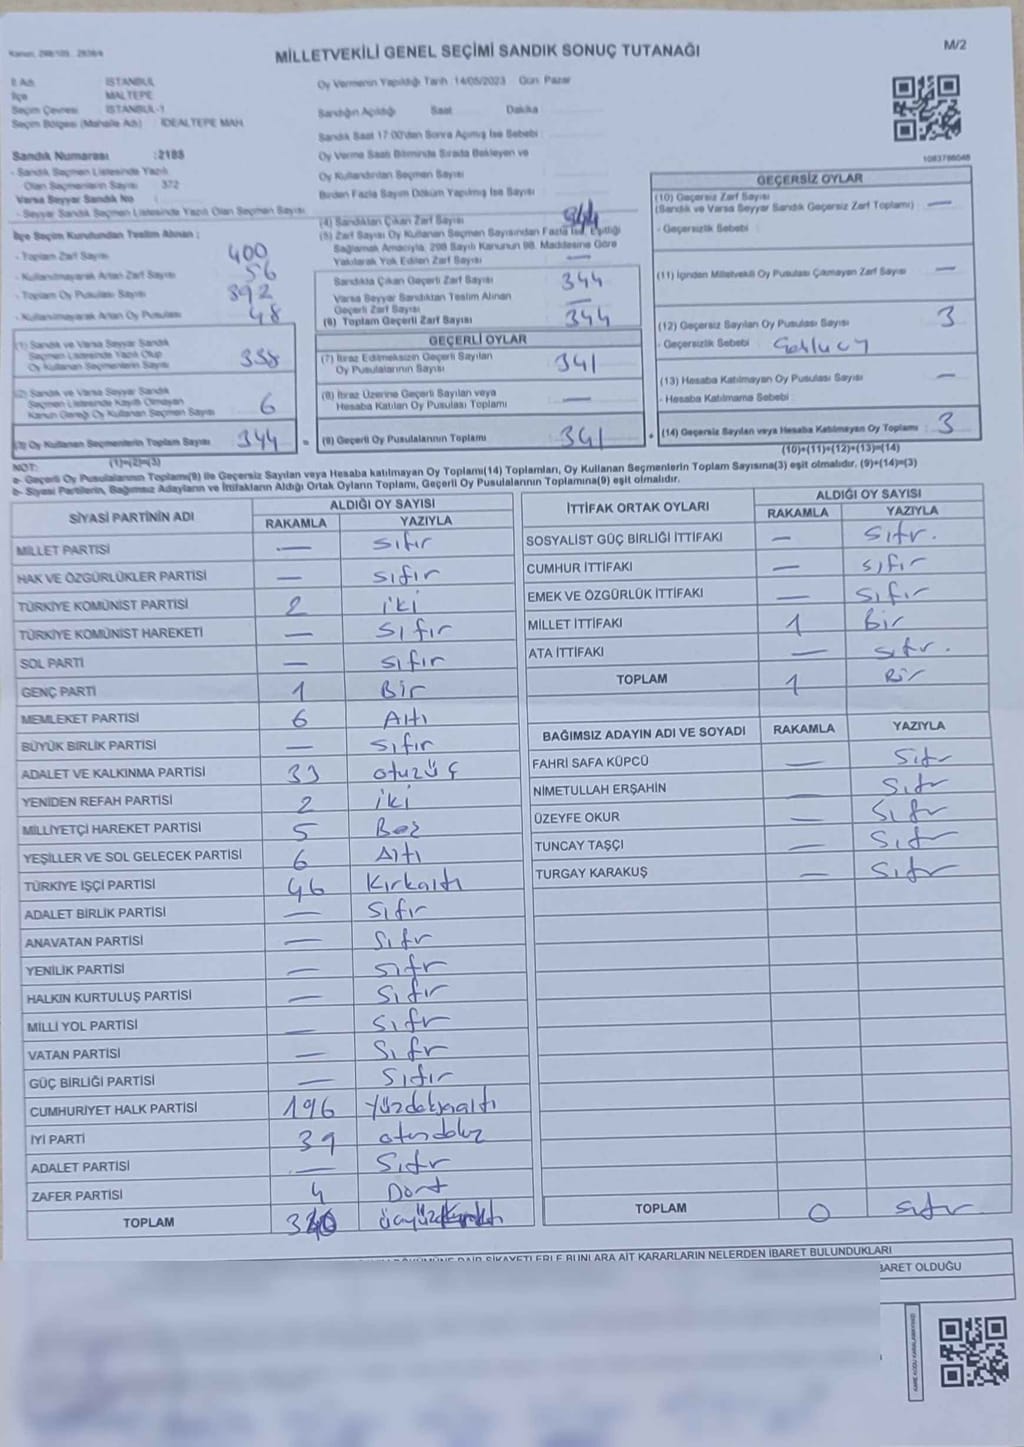 MİLLETVEKİLİ GENEL SEÇİMİ SANDIK SONUÇ TUTANAĞI
M/2
İl Adı : İSTANBUL
İlçe : MALTEPE
Seçim Çevresi : İSTANBUL-1
Seçim Bölgesi (Mahalle Adı) : İDEALTEPE MAH.
Sandık Numarası : 2185
- Sandık Seçmen Listesinde Yazılı
Olan Seçmenlerin Sayısı : 372
Varsa Seyyar Sandık No
- Seyyar Sandık Seçmen Listesinde Yazılı Olan Seçmen Sayısı
İlçe Seçim Kurulundan Teslim Alınan :
- Toplam Zarf Sayısı 400
- Kullanılmayarak Artan Zarf Sayısı 56
- Toplam Oy Pusulası Sayısı 392
- Kullanılmayarak Artan Oy Pusulası 48
(1) Sandık ve Varsa Seyyar Sandık
Seçmen Listesinde Yazılı Olup
Oy Kullanan Seçmenlerin Sayısı 338
(2) Sandık ve Varsa Seyyar Sandık
Seçmen Listesinde Kayıtlı Olmayan
Kanun Gereği Oy Kullanan Seçmen Sayısı 6
(3) Oy Kullanan Seçmenlerin Toplam Sayısı 344 =
(1)+(2)=(3)
Oy Vermenin Yapıldığı Tarih :14/05/2023 Gün: Pazar
Sandığın Açıldığı Saat Dakika
Sandık Saat 17:00'den Sonra Açılmış İse Sebebi :
Oy Verme Saati Bitiminde Sırada Bekleyen ve
Oy Kullandırılan Seçmen Sayısı
Birden Fazla Sayım Döküm Yapılmış İse Sayısı
(4) Sandıktan Çıkan Zarf Sayısı 344
(5) Zarf Sayısı Oy Kullanan Seçmen Sayısından Fazla İse, Eşitliği
Sağlamak Amacıyla, 298 Sayılı Kanunun 98. Maddesine Göre
Yakılarak Yok Edilen Zarf Sayısı —
Sandıkta Çıkan Geçerli Zarf Sayısı 344
Varsa Seyyar Sandıktan Teslim Alınan
Geçerli Zarf Sayısı —
(6) Toplam Geçerli Zarf Sayısı 344
GEÇERLİ OYLAR
(7) İtiraz Edilmeksizin Geçerli Sayılan
Oy Pusulalarının Sayısı 341
(8) İtiraz Üzerine Geçerli Sayılan veya
Hesaba Katılan Oy Pusulası Toplamı —
(9) Geçerli Oy Pusulalarının Toplamı 341 +
1083786048
GEÇERSİZ OYLAR
(10) Geçersiz Zarf Sayısı
(Sandık ve Varsa Seyyar Sandık Geçersiz Zarf Toplamı) —
- Geçersizlik Sebebi :
(11) İçinden Milletvekili Oy Pusulası Çıkmayan Zarf Sayısı —
(12) Geçersiz Sayılan Oy Pusulası Sayısı 3
- Geçersizlik Sebebi :
(13) Hesaba Katılmayan Oy Pusulası Sayısı —
- Hesaba Katılmama Sebebi :
(14) Geçersiz Sayılan veya Hesaba Katılmayan Oy Toplamı : 3
(10)+(11)+(12)+(13)=(14)
NOT:
a- Geçerli Oy Pusulalarının Toplamı(9) ile Geçersiz Sayılan veya Hesaba katılmayan Oy Toplamı(14) Toplamları, Oy Kullanan Seçmenlerin Toplam Sayısına(3) eşit olmalıdır. (9)+(14)=(3)
b- Siyasi Partilerin, Bağımsız Adayların ve İttifakların Aldığı Ortak Oyların Toplamı, Geçerli Oy Pusulalarının Toplamına(9) eşit olmalıdır.
SİYASİ PARTİNİN ADI ALDIĞI OY SAYISI
RAKAMLA YAZIYLA
MİLLET PARTİSİ — sıfır
HAK VE ÖZGÜRLÜKLER PARTİSİ — sıfır
TÜRKİYE KOMÜNİST PARTİSİ 2 iki
TÜRKİYE KOMÜNİST HAREKETİ — sıfır
SOL PARTİ — sıfır
GENÇ PARTİ 1 Bir
MEMLEKET PARTİSİ 6 Altı
BÜYÜK BİRLİK PARTİSİ — sıfır
ADALET VE KALKINMA PARTİSİ 33 otuzüç
YENİDEN REFAH PARTİSİ 2 iki
MİLLİYETÇİ HAREKET PARTİSİ 5 Beş
YEŞİLLER VE SOL GELECEK PARTİSİ 6 Altı
TÜRKİYE İŞÇİ PARTİSİ 46 Kırkaltı
ADALET BİRLİK PARTİSİ — sıfır
ANAVATAN PARTİSİ — sıfır
YENİLİK PARTİSİ — sıfır
HALKIN KURTULUŞ PARTİSİ — sıfır
MİLLİ YOL PARTİSİ — sıfır
VATAN PARTİSİ — sıfır
GÜÇ BİRLİĞİ PARTİSİ — sıfır
CUMHURİYET HALK PARTİSİ 196 Yüzdoksanaltı
İYİ PARTİ 39 otuzdokuz
ADALET PARTİSİ — Sıfır
ZAFER PARTİSİ 4 Dört
TOPLAM 340
İTTİFAK ORTAK OYLARI ALDIĞI OY SAYISI
RAKAMLA YAZIYLA
SOSYALİST GÜÇ BİRLİĞİ İTTİFAKI — sıfır.
CUMHUR İTTİFAKI — sıfır
EMEK VE ÖZGÜRLÜK İTTİFAKI — sıfır
MİLLET İTTİFAKI 1 Bir
ATA İTTİFAKI — sıfır.
TOPLAM 1 Bir
BAĞIMSIZ ADAYIN ADI VE SOYADI RAKAMLA YAZIYLA
FAHRİ SAFA KÜPCÜ — Sıfır
NİMETULLAH ERŞAHİN — Sıfır
ÜZEYFE OKUR — Sıfır
TUNCAY TAŞÇI — Sıfır
TURGAY KARAKUŞ — Sıfır
TOPLAM 0 sıfır
ŞİKAYETLERLE BUNLARA AİT KARARLARIN NELERDEN İBARET BULUNDUKLARI
BARET OLDUĞU